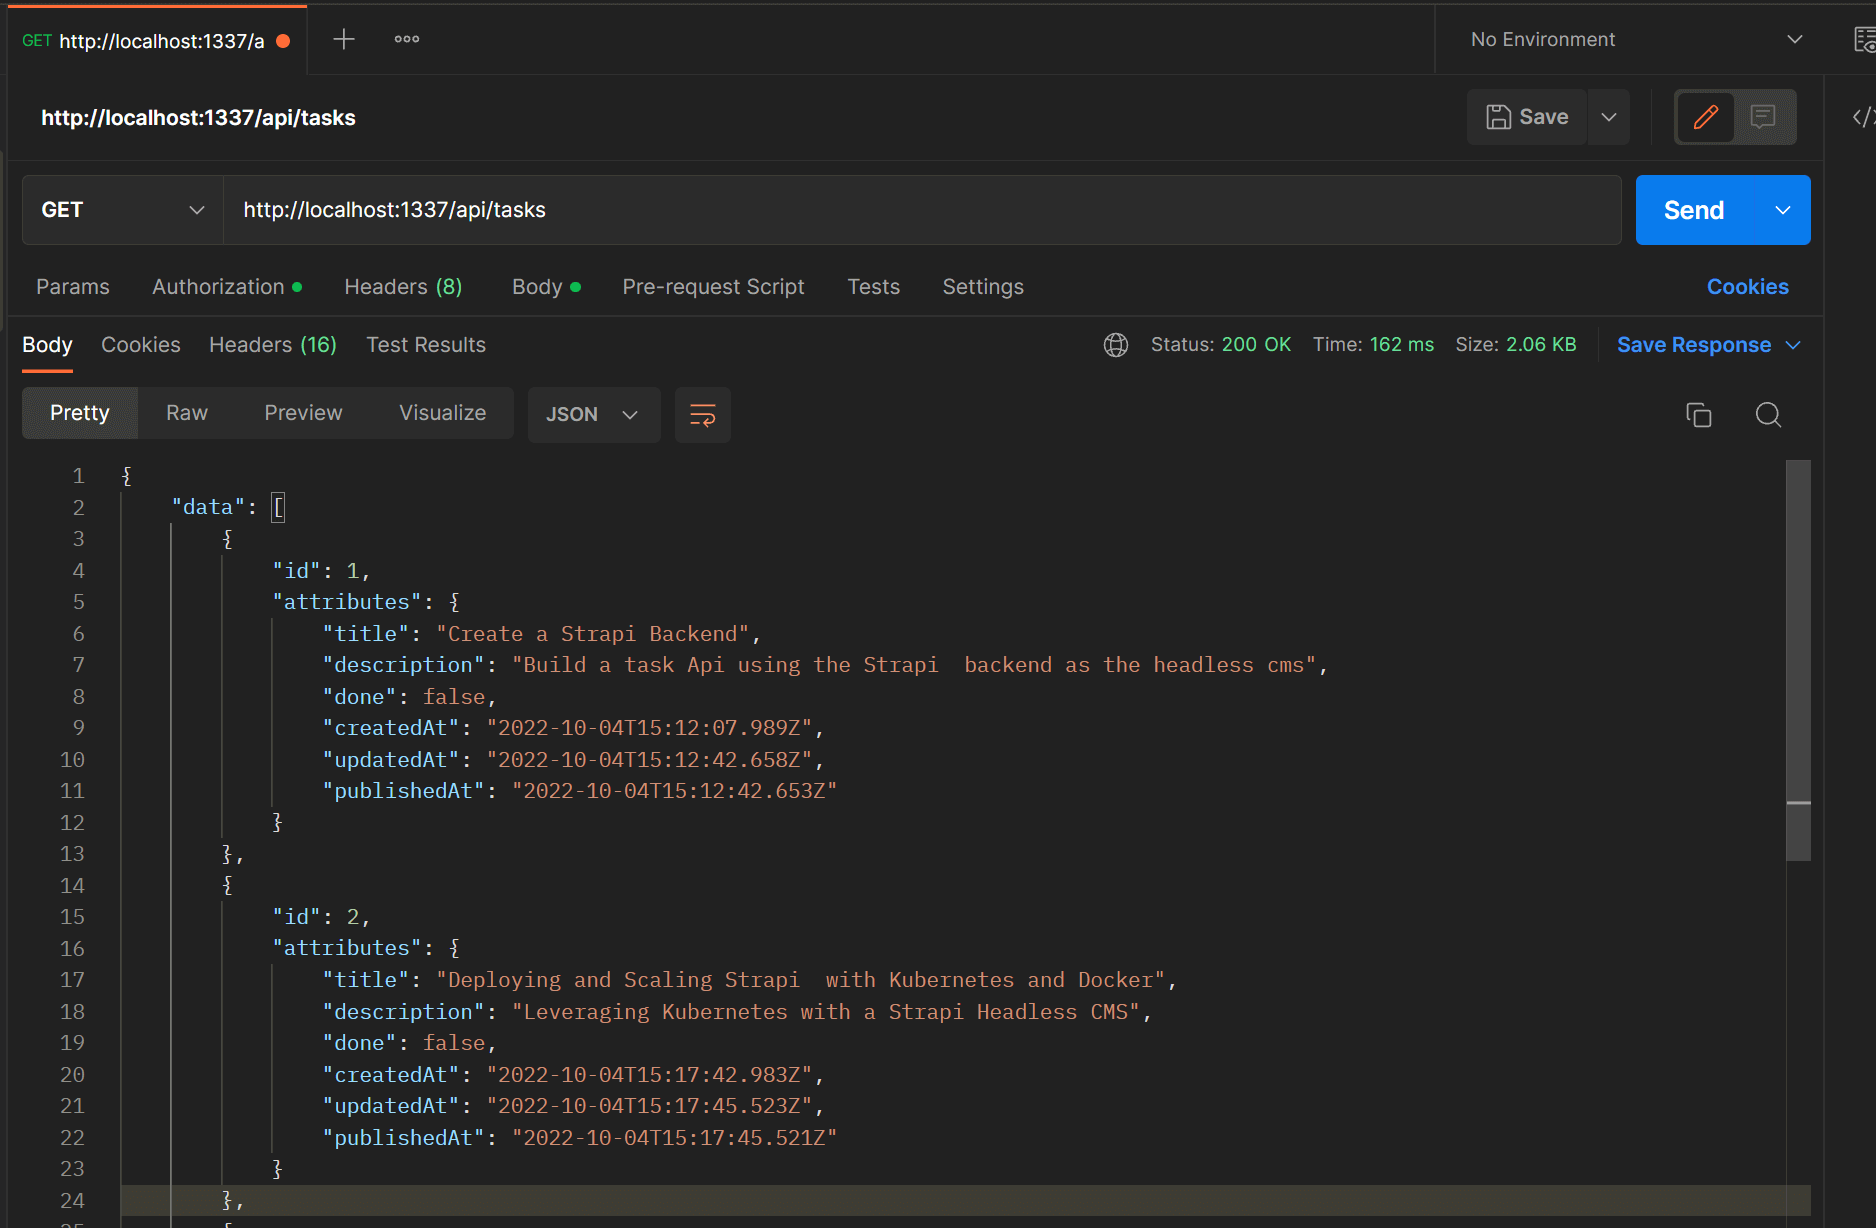 GET http://localhost:1337/a
No Environment
http://localhost:1337/api/tasks
Save
GET http://localhost:1337/api/tasks
Send
Params Authorization Headers (8) Body Pre-request Script Tests Settings Cookies
Body Cookies Headers (16) Test Results Status: 200 OK Time: 162 ms Size: 2.06 KB Save Response
Pretty Raw Preview Visualize JSON
1 {
2 "data": [
3 {
4 "id": 1,
5 "attributes": {
6 "title": "Create a Strapi Backend",
7 "description": "Build a task Api using the Strapi  backend as the headless cms",
8 "done": false,
9 "createdAt": "2022-10-04T15:12:07.989Z",
10 "updatedAt": "2022-10-04T15:12:42.658Z",
11 "publishedAt": "2022-10-04T15:12:42.653Z"
12 }
13 },
14 {
15 "id": 2,
16 "attributes": {
17 "title": "Deploying and Scaling Strapi  with Kubernetes and Docker",
18 "description": "Leveraging Kubernetes with a Strapi Headless CMS",
19 "done": false,
20 "createdAt": "2022-10-04T15:17:42.983Z",
21 "updatedAt": "2022-10-04T15:17:45.523Z",
22 "publishedAt": "2022-10-04T15:17:45.521Z"
23 }
24 },